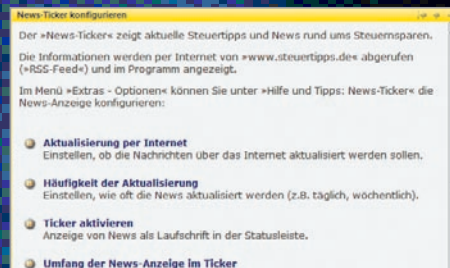 News-Ticker konfigurieren
Der »News-Ticker« zeigt aktuelle Steuertipps und News rund ums Steuernsparen.
Die Informationen werden per Internet von »www.steuertipps.de« abgerufen
(»RSS-Feed«) und im Programm angezeigt.
Im Menü »Extras - Optionen« können Sie unter »Hilfe und Tipps: News-Ticker« die
News-Anzeige konfigurieren:
Aktualisierung per Internet
Einstellen, ob die Nachrichten über das Internet aktualisiert werden sollen.
Häufigkeit der Aktualisierung
Einstellen, wie oft die News aktualisiert werden (z.B. täglich, wöchentlich).
Ticker aktivieren
Anzeige von News als Laufschrift in der Statusleiste.
Umfang der News-Anzeige im Ticker